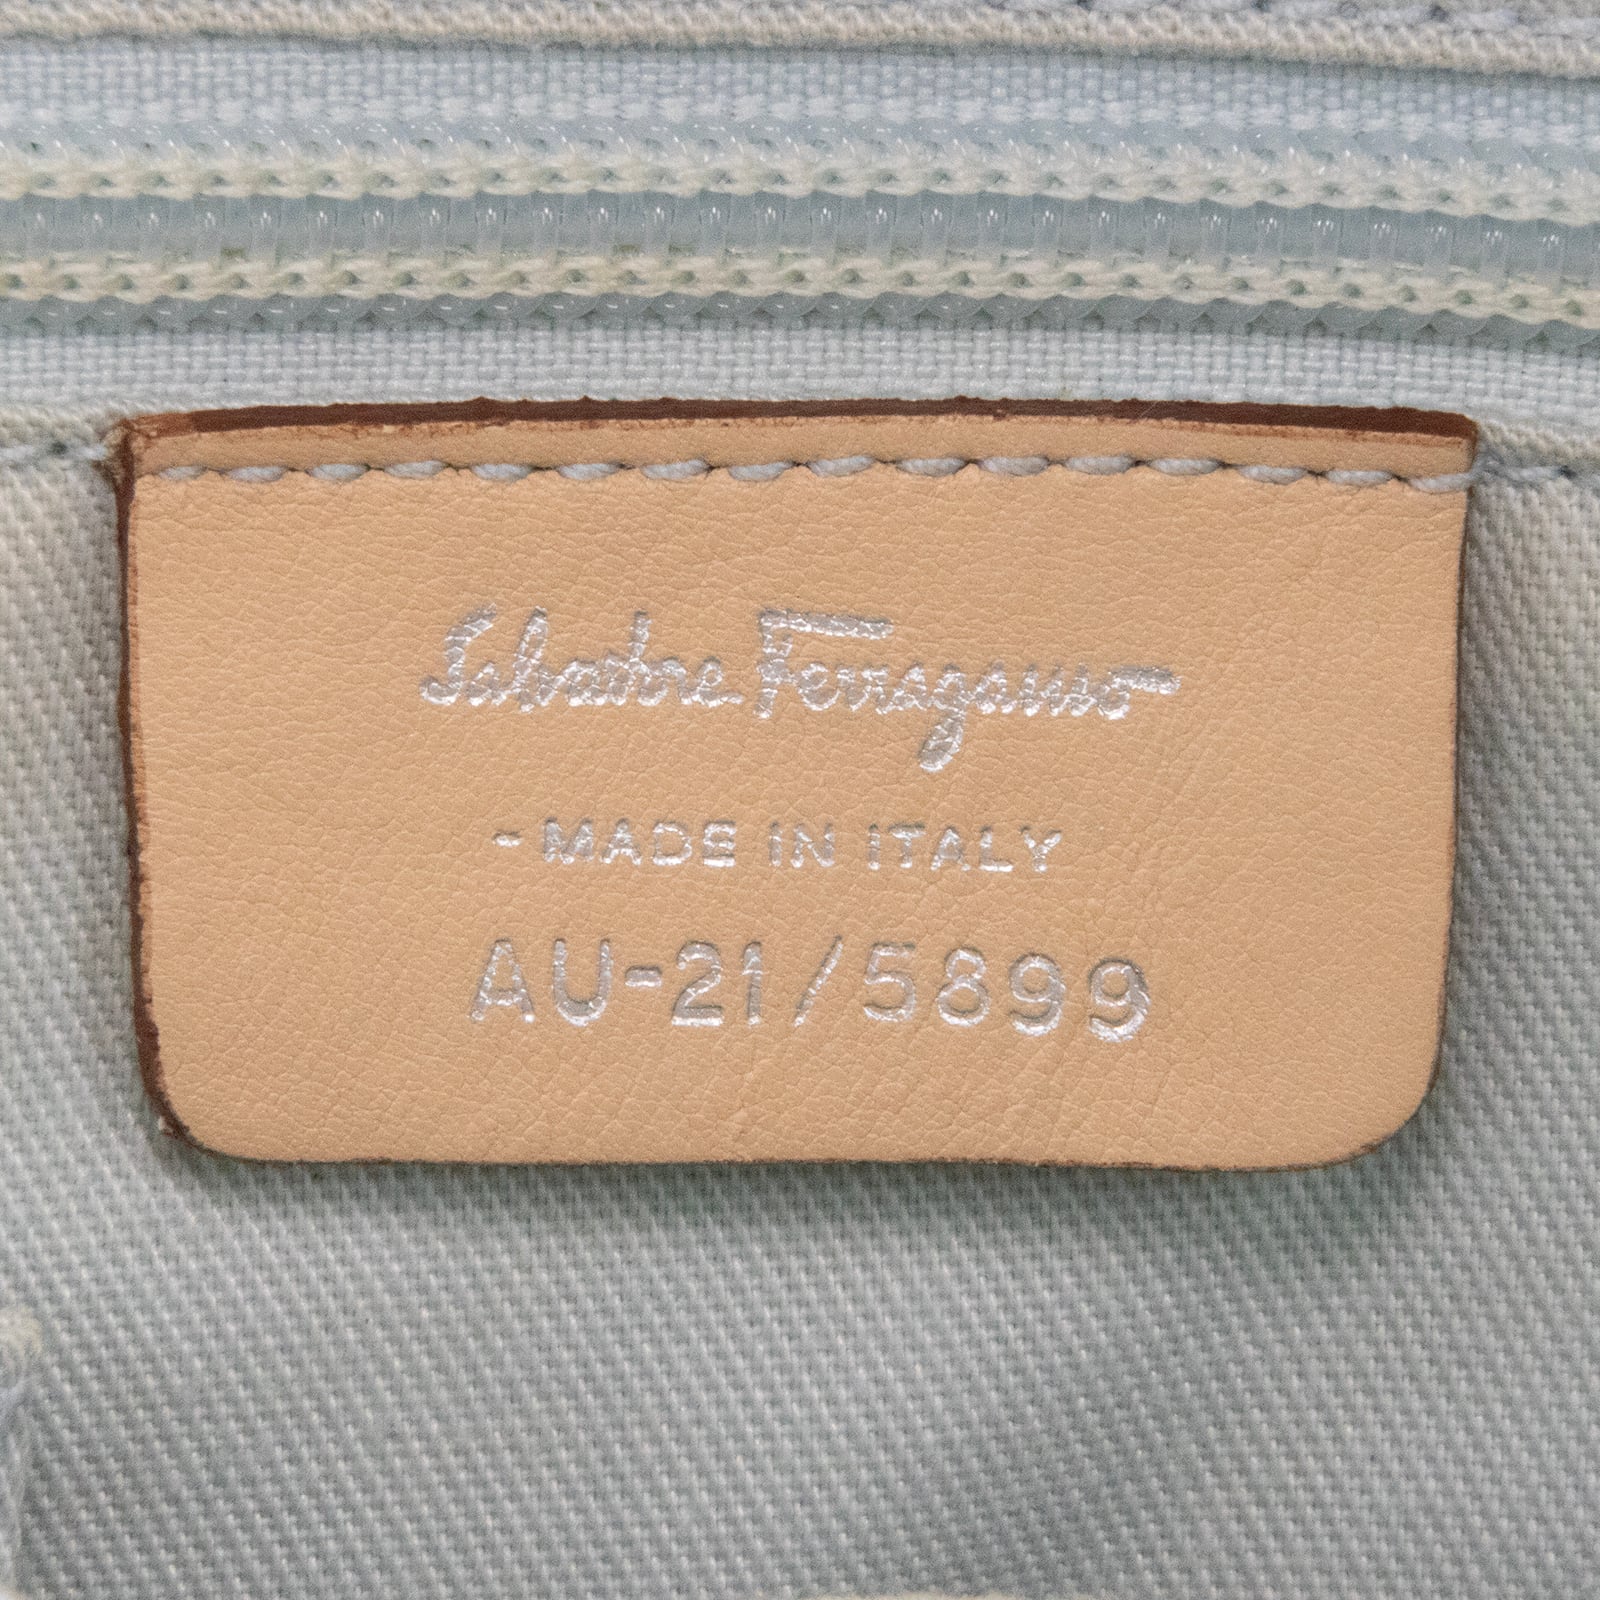 Salvatore Ferragamo
-MADE IN ITALY
AU-21/5899